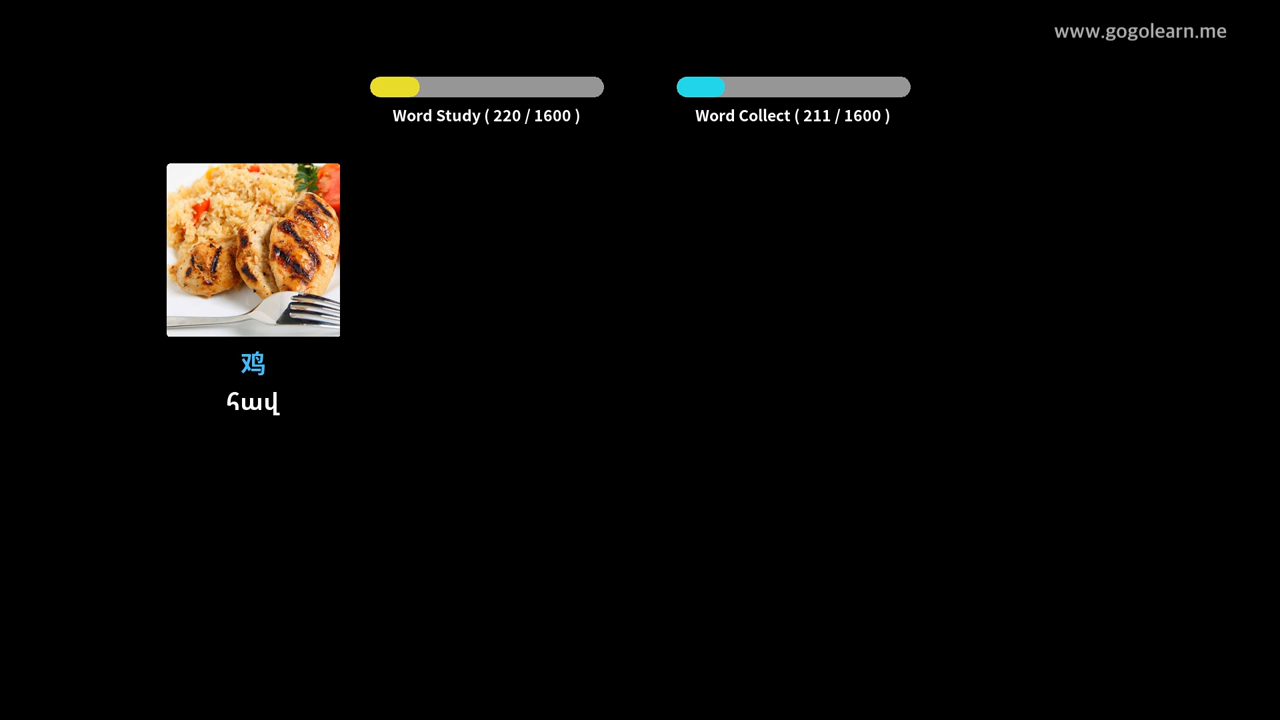 www.gogolearn.me
Word Study ( 220 / 1600 )
Word Collect ( 211 / 1600 )
鸡
հավ